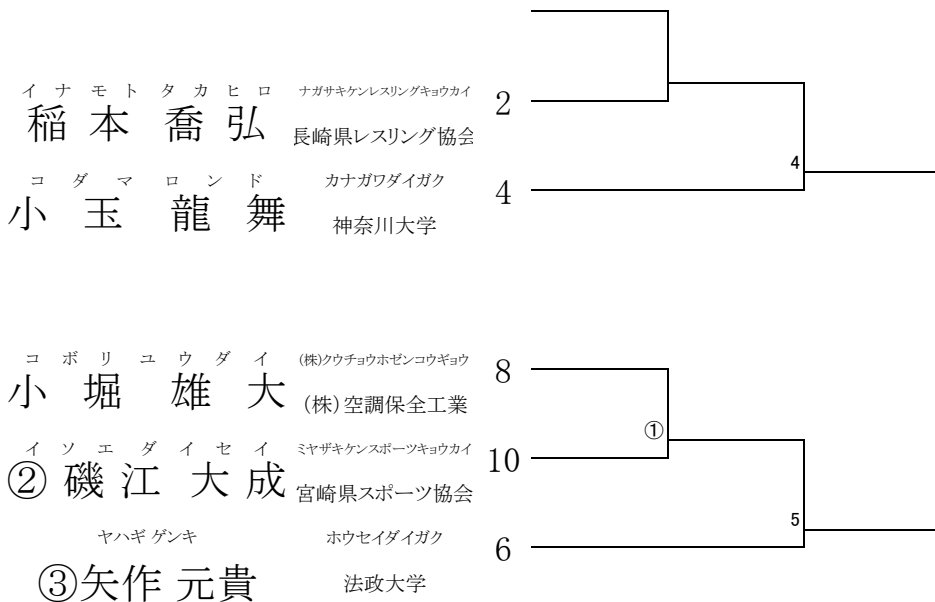 イナモトタカヒロ ナガサキケンレスリングキョウカイ
稲本 喬弘 長崎県レスリング協会 2
コダマロンド カナガワダイガク
小玉 龍舞 神奈川大学 4
4
コボリユウダイ (株)クウチョウホゼンコウギョウ
小堀 雄大 (株)空調保全工業 8
①
イソエダイセイ ミヤザキケンスポーツキョウカイ
②磯江 大成 宮崎県スポーツ協会 10
5
ヤハギ ゲンキ ホウセイダイガク
③矢作 元貴 法政大学 6